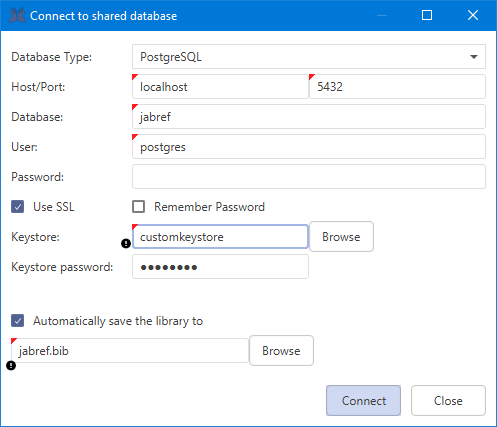 Connect to shared database
Database Type: PostgreSQL
Host/Port: localhost 5432
Database: jabref
User: postgres
Password:
Use SSL Remember Password
Keystore: customkeystore Browse
Keystore password: ●●●●●●●●
Automatically save the library to
jabref.bib Browse
Connect Close